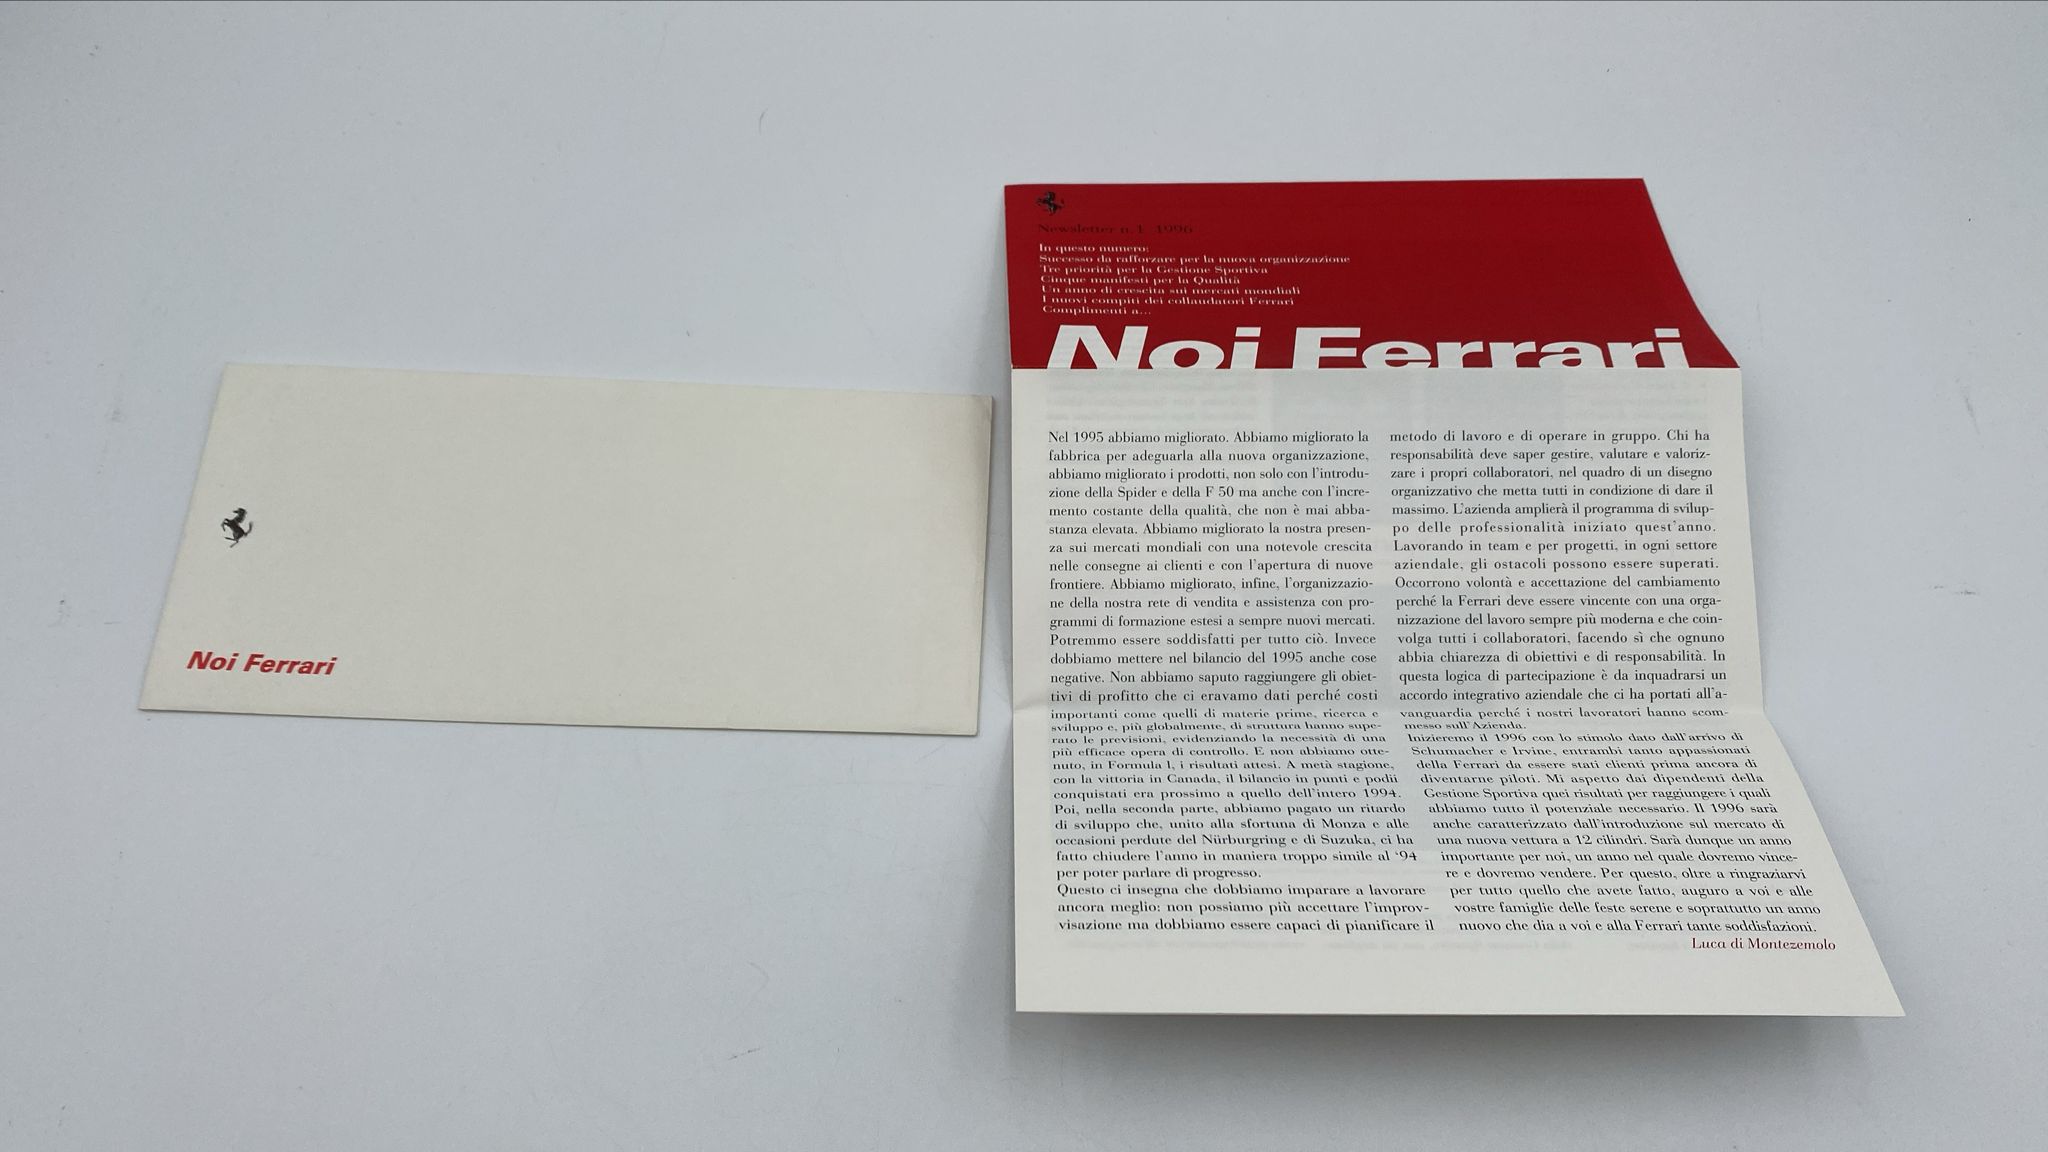 Noi Ferrari
Newsletter n.1 1996
In questo numero:
Successo da rafforzare per la nuova organizzazione
Tre priorità per la Gestione Sportiva
Cinque manifesti per la Qualità
Un anno di crescita sui mercati mondiali
I nuovi compiti dei collaudatori Ferrari
Complimenti a...
Noi Ferrari
Nel 1995 abbiamo migliorato. Abbiamo migliorato la
fabbrica per adeguarla alla nuova organizzazione,
abbiamo migliorato i prodotti, non solo con l'introdu-
zione della Spider e della F 50 ma anche con l'incre-
mento costante della qualità, che non è mai abba-
stanza elevata. Abbiamo migliorato la nostra presen-
za sui mercati mondiali con una notevole crescita
nelle consegne ai clienti e con l'apertura di nuove
frontiere. Abbiamo migliorato, infine, l'organizzazio-
ne della nostra rete di vendita e assistenza con pro-
grammi di formazione estesi a sempre nuovi mercati.
Potremmo essere soddisfatti per tutto ciò. Invece
dobbiamo mettere nel bilancio del 1995 anche cose
negative. Non abbiamo saputo raggiungere gli obiet-
tivi di profitto che ci eravamo dati perché costi
importanti come quelli di materie prime, ricerca e
sviluppo e, più globalmente, di struttura hanno supe-
rato le previsioni, evidenziando la necessità di una
più efficace opera di controllo. E non abbiamo otte-
nuto, in Formula 1, i risultati attesi. A metà stagione,
con la vittoria in Canada, il bilancio in punti e podii
conquistati era prossimo a quello dell'intero 1994.
Poi, nella seconda parte, abbiamo pagato un ritardo
di sviluppo che, unito alla sfortuna di Monza e alle
occasioni perdute del Nürburgring e di Suzuka, ci ha
fatto chiudere l'anno in maniera troppo simile al '94
per poter parlare di progresso.
Questo ci insegna che dobbiamo imparare a lavorare
ancora meglio: non possiamo più accettare l'improv-
visazione ma dobbiamo essere capaci di pianificare il
metodo di lavoro e di operare in gruppo. Chi ha
responsabilità deve saper gestire, valutare e valoriz-
zare i propri collaboratori, nel quadro di un disegno
organizzativo che metta tutti in condizione di dare il
massimo. L'azienda amplierà il programma di svilup-
po delle professionalità iniziato quest'anno.
Lavorando in team e per progetti, in ogni settore
aziendale, gli ostacoli possono essere superati.
Occorrono volontà e accettazione del cambiamento
perché la Ferrari deve essere vincente con una orga-
nizzazione del lavoro sempre più moderna e che coin-
volga tutti i collaboratori, facendo sì che ognuno
abbia chiarezza di obiettivi e di responsabilità. In
questa logica di partecipazione è da inquadrarsi un
accordo integrativo aziendale che ci ha portati all'a-
vanguardia perché i nostri lavoratori hanno scom-
messo sull'Azienda.
Inizieremo il 1996 con lo stimolo dato dall'arrivo di
Schumacher e Irvine, entrambi tanto appassionati
della Ferrari da essere stati clienti prima ancora di
diventarne piloti. Mi aspetto dai dipendenti della
Gestione Sportiva quei risultati per raggiungere i quali
abbiamo tutto il potenziale necessario. Il 1996 sarà
anche caratterizzato dall'introduzione sul mercato di
una nuova vettura a 12 cilindri. Sarà dunque un anno
importante per noi, un anno nel quale dovremo vince-
re e dovremo vendere. Per questo, oltre a ringraziarvi
per tutto quello che avete fatto, auguro a voi e alle
vostre famiglie delle feste serene e soprattutto un anno
nuovo che dia a voi e alla Ferrari tante soddisfazioni.
Luca di Montezemolo